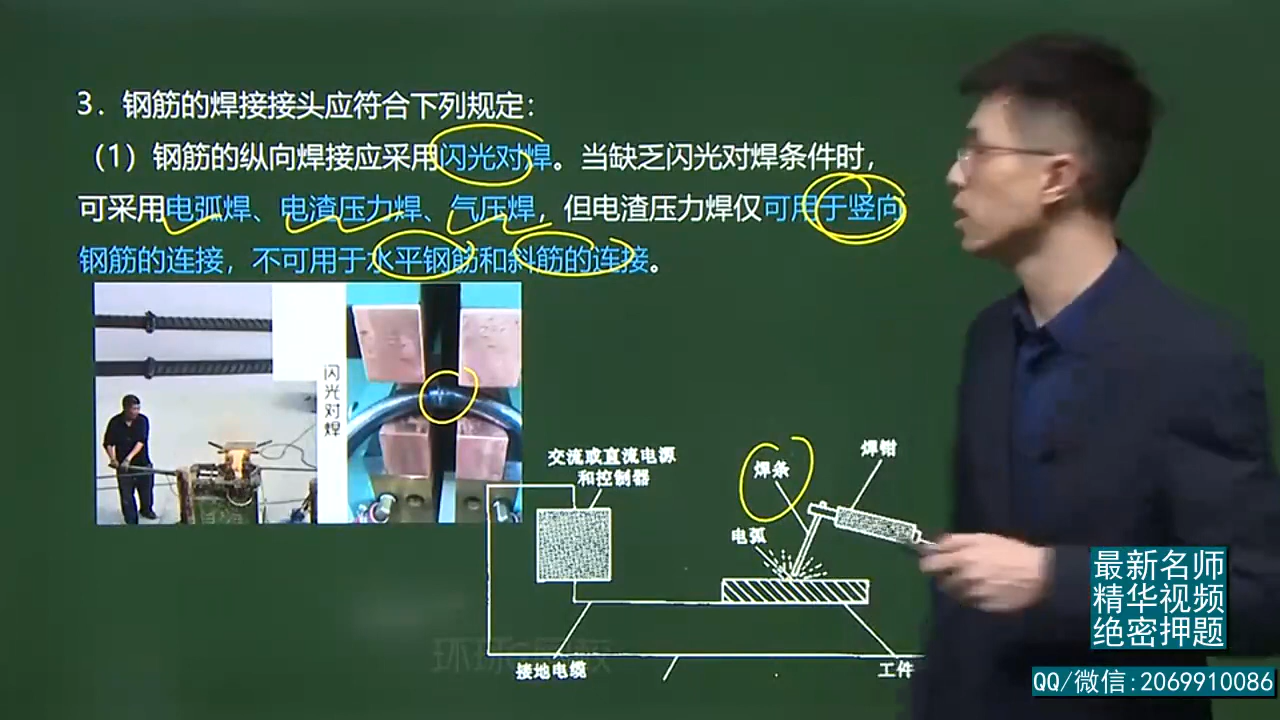 3. 钢筋的焊接接头应符合下列规定：
（1）钢筋的纵向焊接应采用闪光对焊。当缺乏闪光对焊条件时，
可采用电弧焊、电渣压力焊、气压焊，但电渣压力焊仅可用于竖向
钢筋的连接，不可用于水平钢筋和斜筋的连接。
闪光对焊
交流或直流电源
和控制器
焊条
焊钳
电弧
接地电缆
工件
最新名师
精华视频
绝密押题
QQ/微信:2069910086